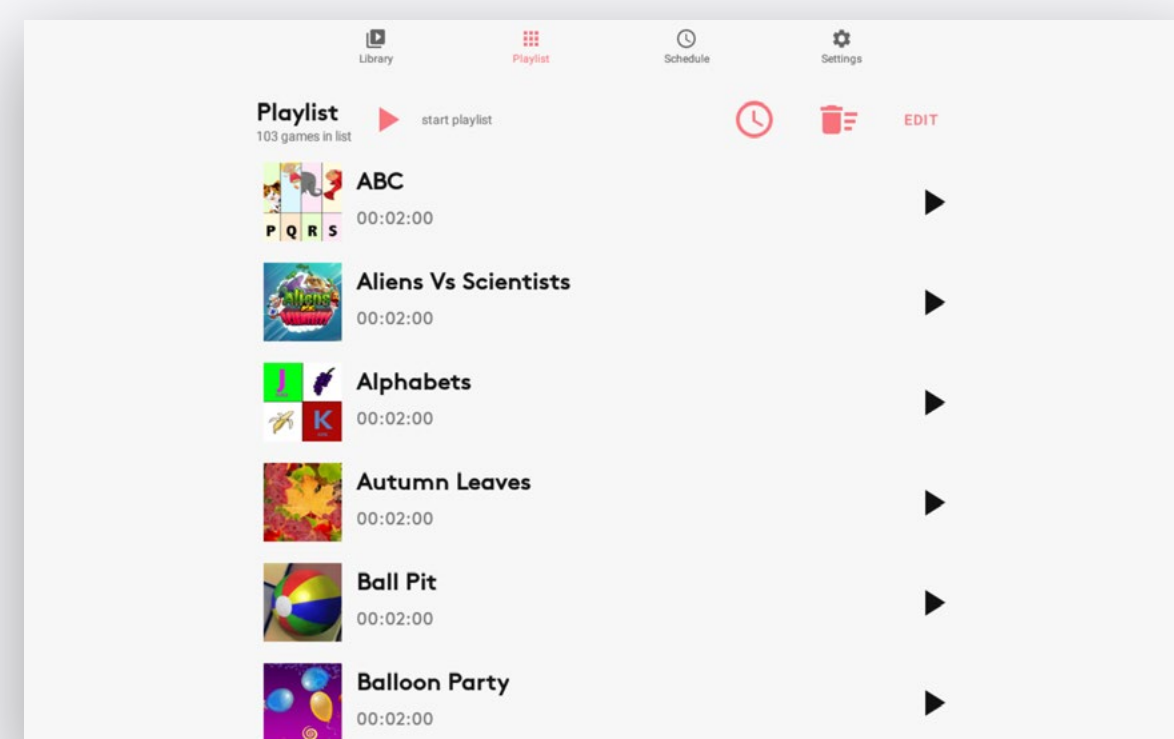 Library Playlist Schedule Settings
Playlist start playlist EDIT
103 games in list
ABC
00:02:00
P Q R S
Aliens Vs Scientists
Aliens
00:02:00
Alphabets
J
K
00:02:00
Autumn Leaves
00:02:00
Ball Pit
00:02:00
Balloon Party
00:02:00